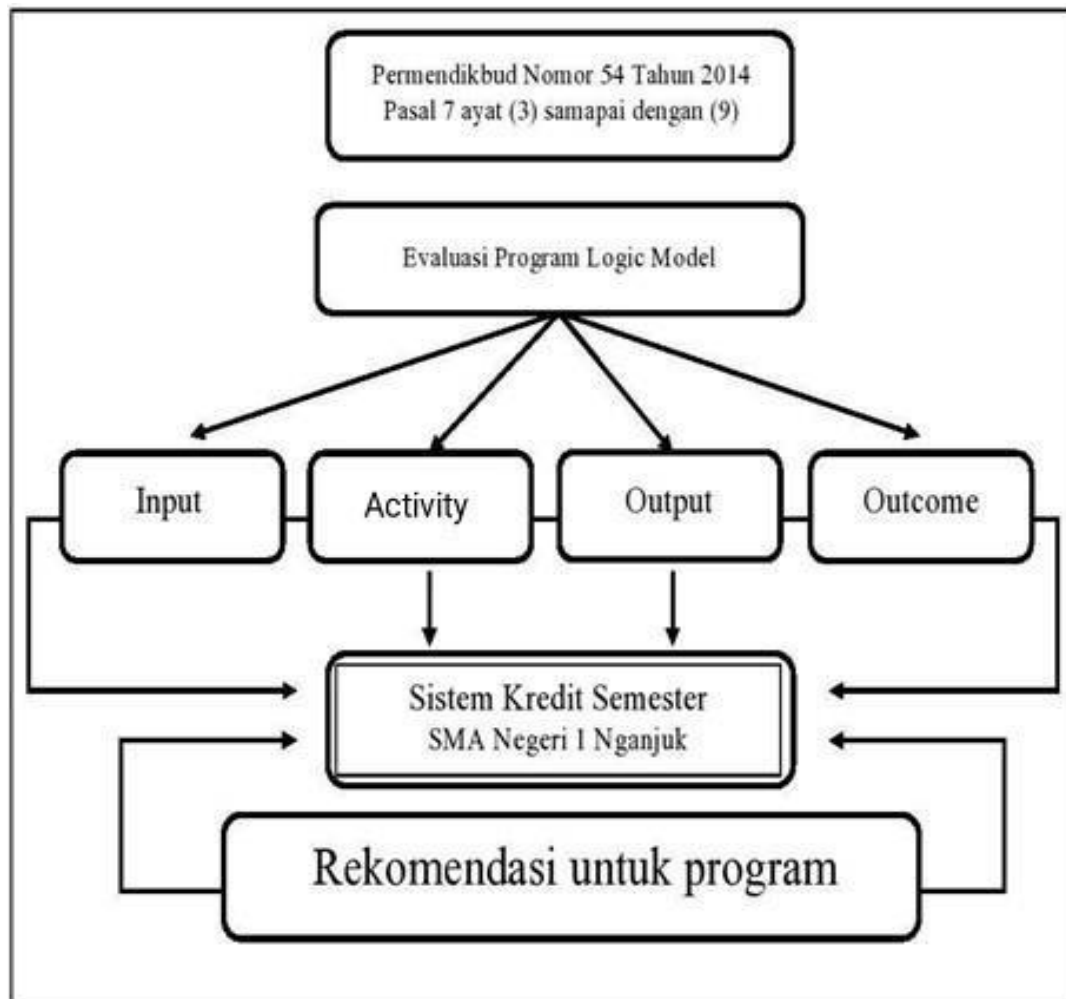 Permendikbud Nomor 54 Tahun 2014
Pasal 7 ayat (3) samapai dengan (9)
Evaluasi Program Logic Model
Input
Activity
Output
Outcome
Sistem Kredit Semester
SMA Negeri 1 Nganjuk
Rekomendasi untuk program